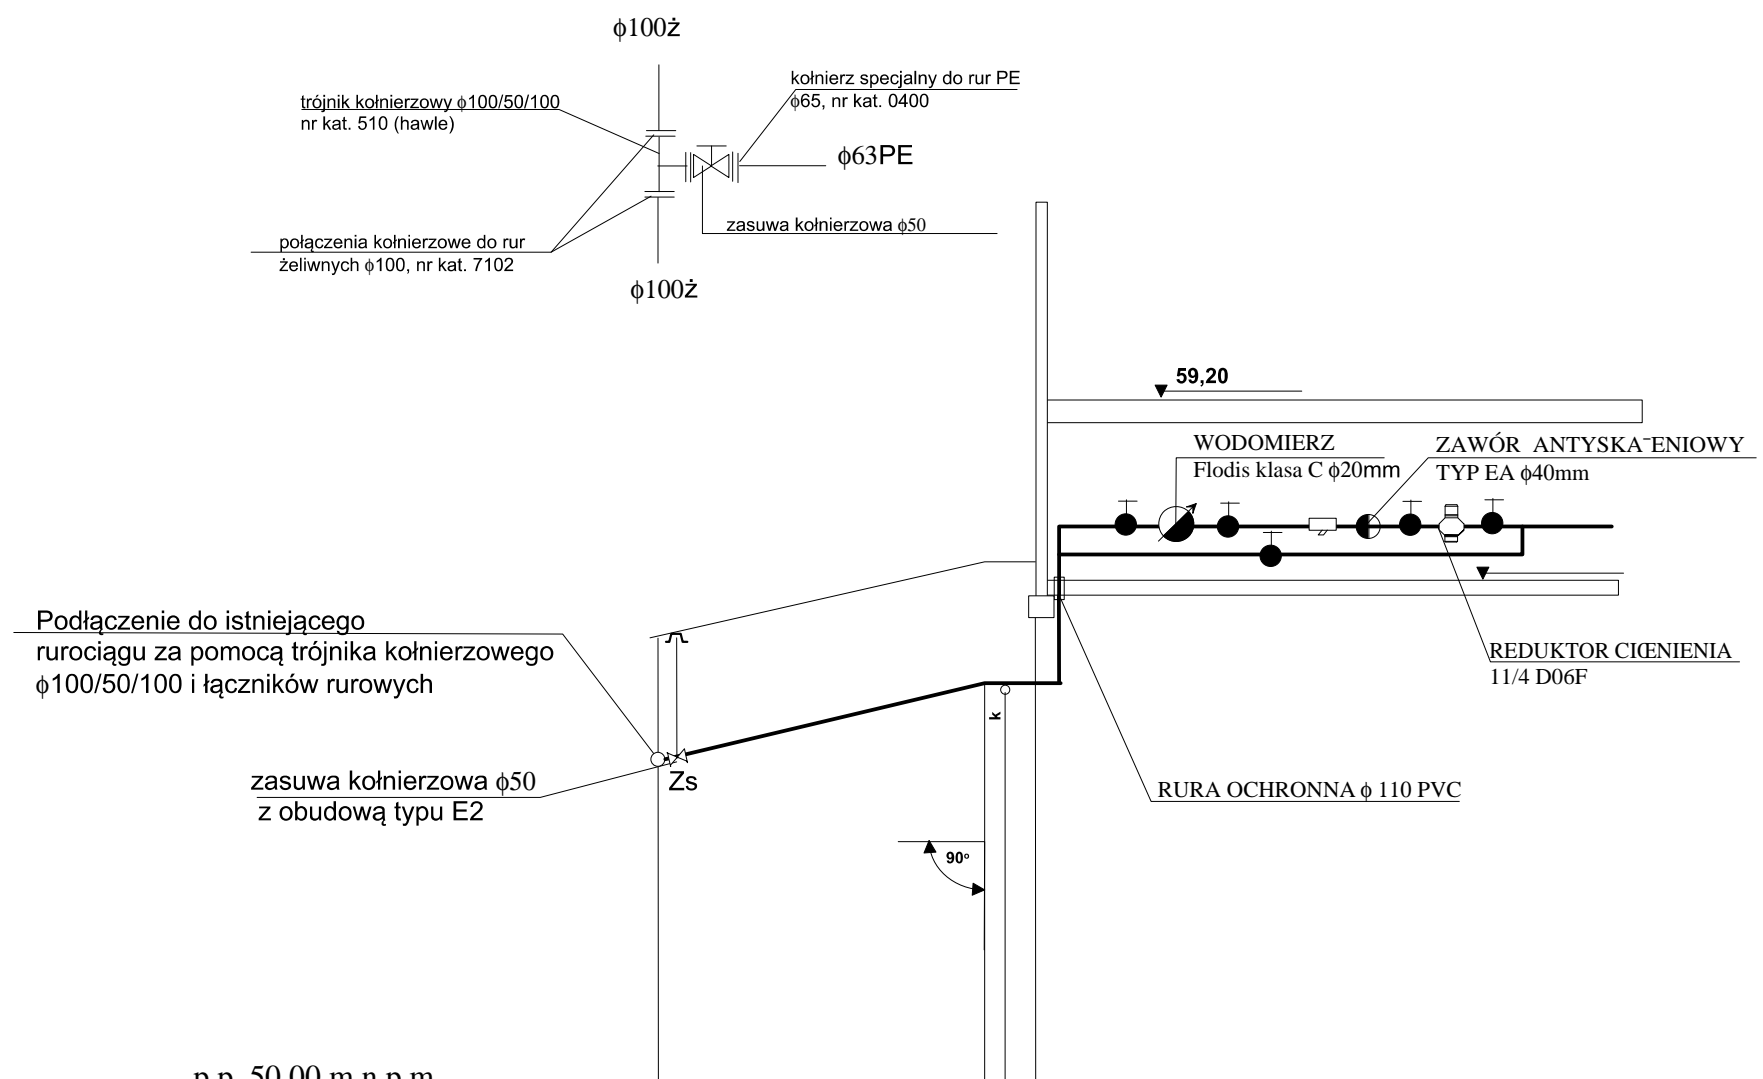 ϕ100ż
trójnik kołnierzowy ϕ100/50/100
nr kat. 510 (hawle)
kołnierz specjalny do rur PE
ϕ65, nr kat. 0400
ϕ63PE
zasuwa kołnierzowa ϕ50
połączenia kołnierzowe do rur
żeliwnych ϕ100, nr kat. 7102
ϕ100ż
59,20
WODOMIERZ
Flodis klasa C ϕ20mm
ZAWÓR ANTYSKA¯ENIOWY
TYP EA ϕ40mm
Podłączenie do istniejącego
rurociągu za pomocą trójnika kołnierzowego
ϕ100/50/100 i łączników rurowych
REDUKTOR CIŒNIENIA
11/4 D06F
k
zasuwa kołnierzowa ϕ50
z obudową typu E2
Zs
RURA OCHRONNA ϕ 110 PVC
90º
p.p. 50,00 m n.p.m.